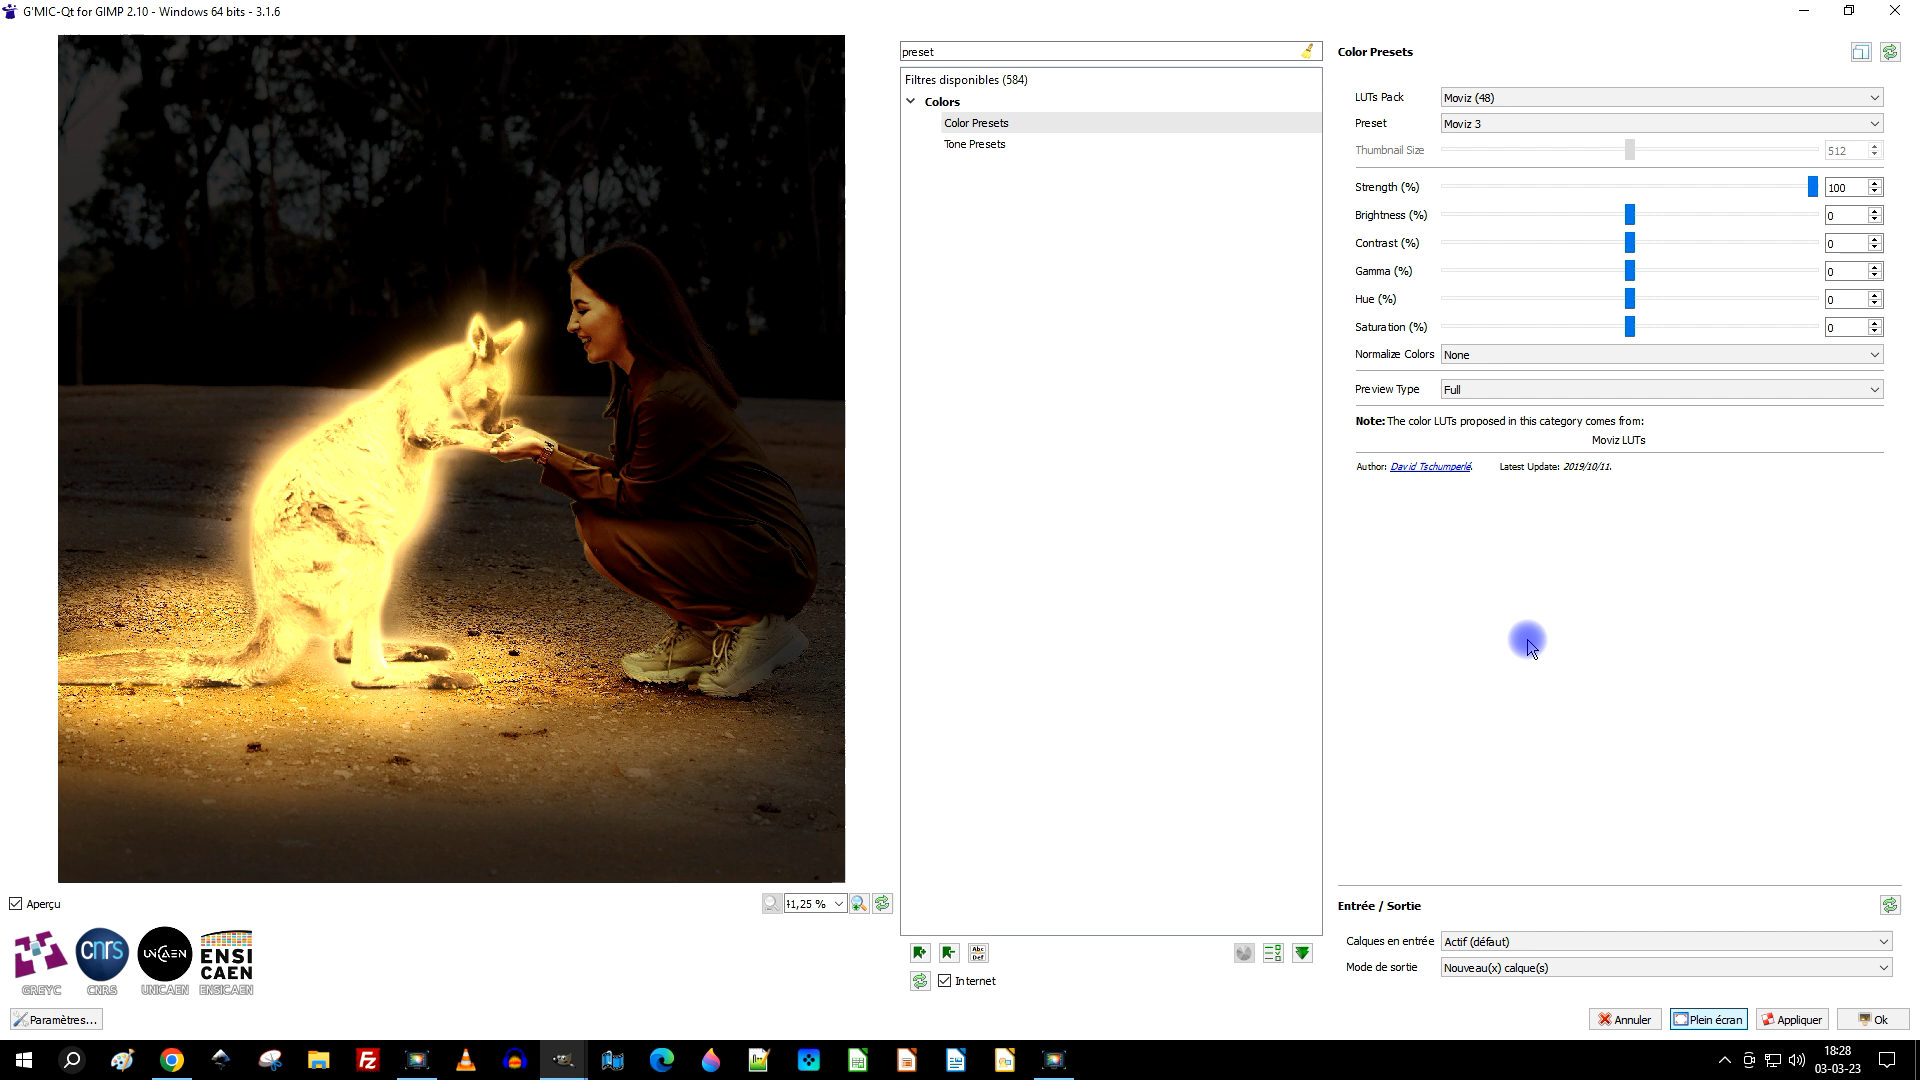 G'MIC-Qt for GIMP 2.10 - Windows 64 bits - 3.1.6
preset
Filtres disponibles (584)
Colors
Color Presets
Tone Presets
Color Presets
LUTs Pack
Moviz (48)
Preset
Moviz 3
Thumbnail Size
512
Strength (%)
100
Brightness (%)
0
Contrast (%)
0
Gamma (%)
0
Hue (%)
0
Saturation (%)
0
Normalize Colors
None
Preview Type
Full
Note: The color LUTs proposed in this category comes from:
Moviz LUTs
Author: David Tschumperlé. Latest Update: 2019/10/11.
Aperçu
1,25 %
GREYC
cnrs
CNRS
UNICAEN
UNICAEN
ENSI
CAEN
ENSICAEN
Abc
Def
Internet
Entrée / Sortie
Calques en entrée
Actif (défaut)
Mode de sortie
Nouveau(x) calque(s)
Paramètres...
Annuler
Plein écran
Appliquer
Ok
Fz
18:28
03-03-23